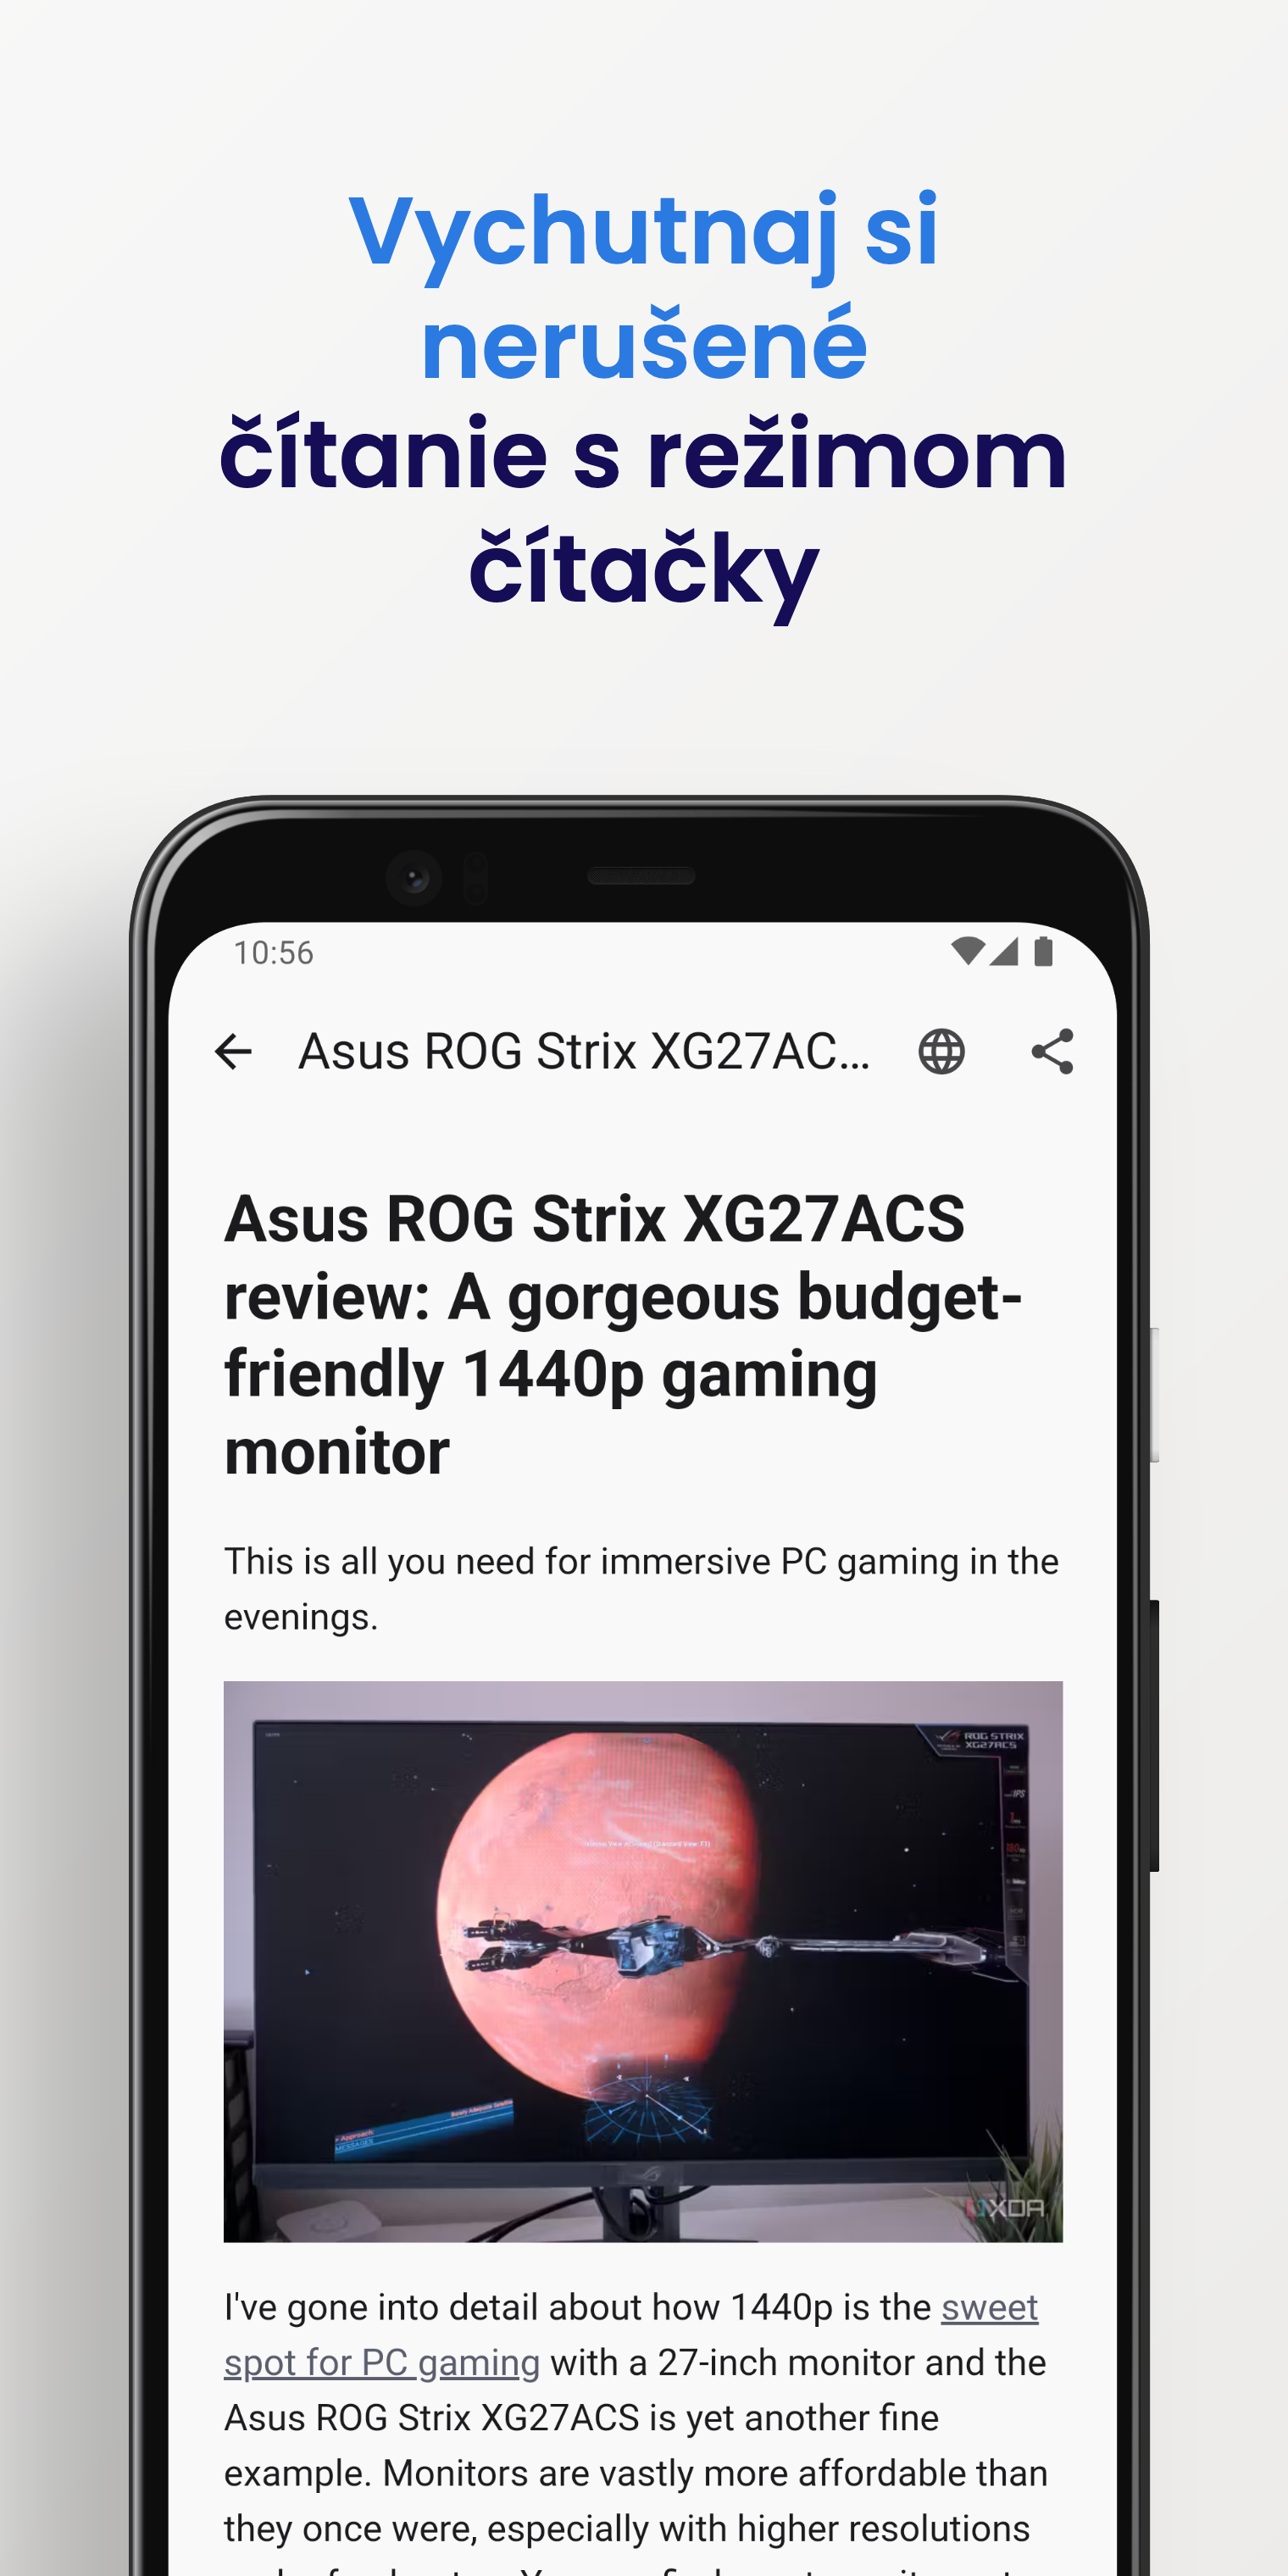 Vychutnaj si
nerušené
čítanie s režimom
čítačky
10:56
Asus ROG Strix XG27AC...
Asus ROG Strix XG27ACS
review: A gorgeous budget-
friendly 1440p gaming
monitor
This is all you need for immersive PC gaming in the
evenings.
ROG STRIX
XG27ACS
IPS
Approach
MESSAGES
XDA
I've gone into detail about how 1440p is the sweet
spot for PC gaming with a 27-inch monitor and the
Asus ROG Strix XG27ACS is yet another fine
example. Monitors are vastly more affordable than
they once were, especially with higher resolutions